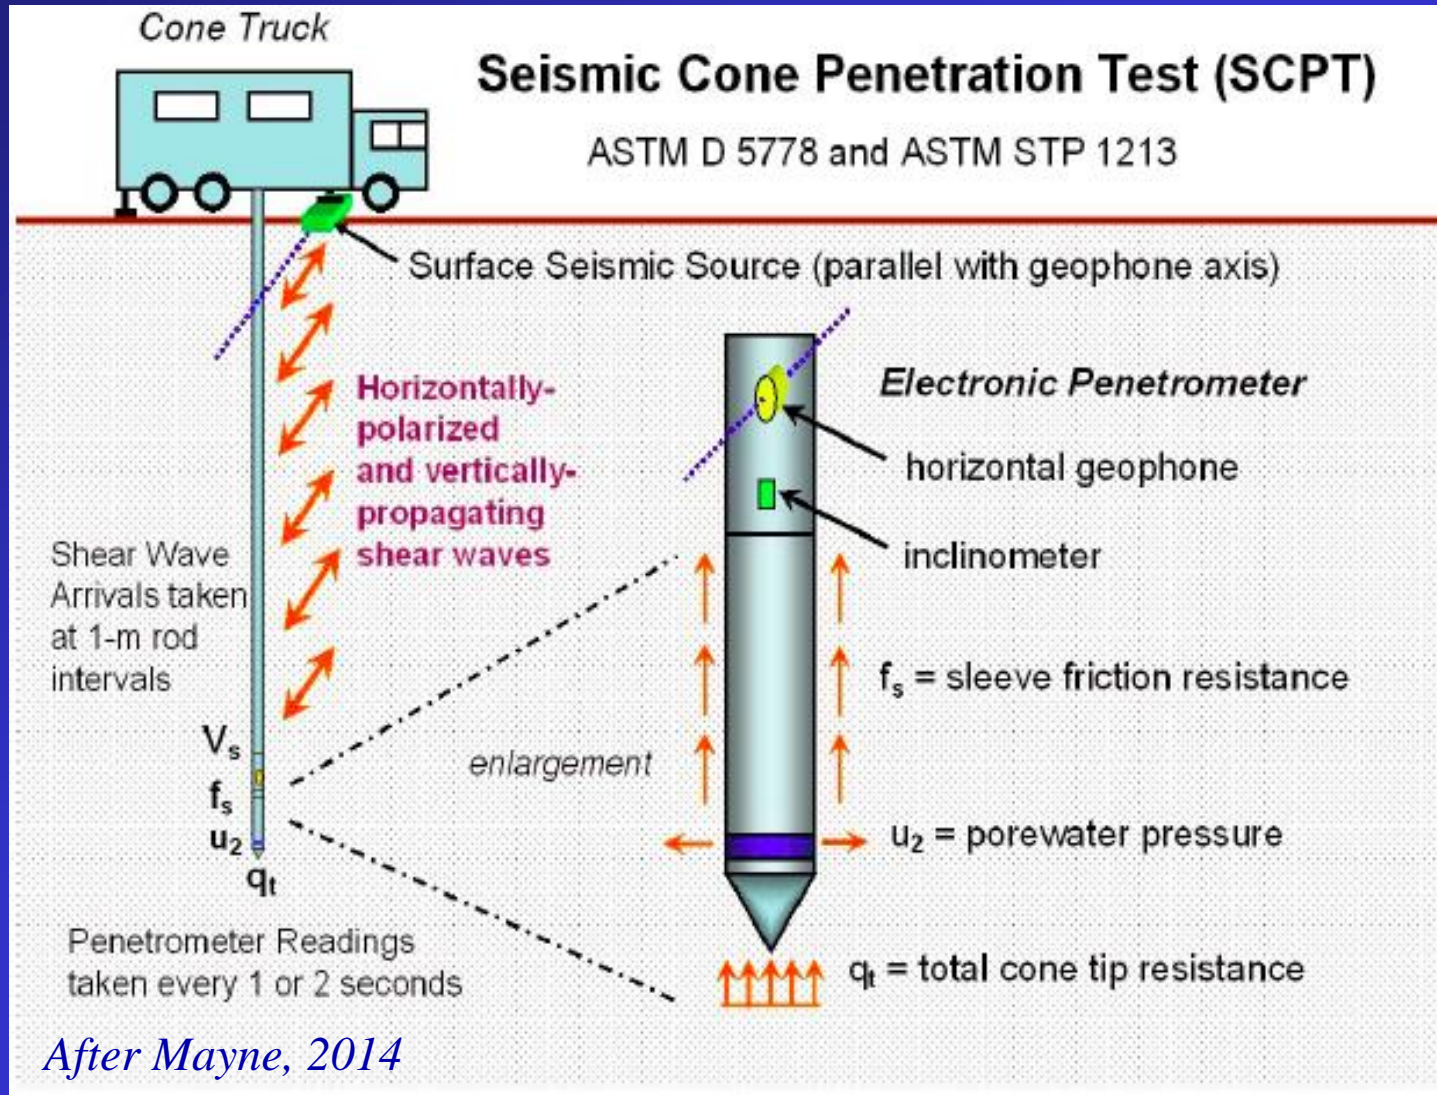 Cone Truck
Seismic Cone Penetration Test (SCPT)
ASTM D 5778 and ASTM STP 1213
Surface Seismic Source (parallel with geophone axis)
Horizontally-
polarized
and vertically-
propagating
shear waves
Electronic Penetrometer
horizontal geophone
inclinometer
Shear Wave
Arrivals taken
at 1-m rod
intervals
fs = sleeve friction resistance
Vs
fs
u2
qt
enlargement
u2 = porewater pressure
qt = total cone tip resistance
Penetrometer Readings
taken every 1 or 2 seconds
After Mayne, 2014